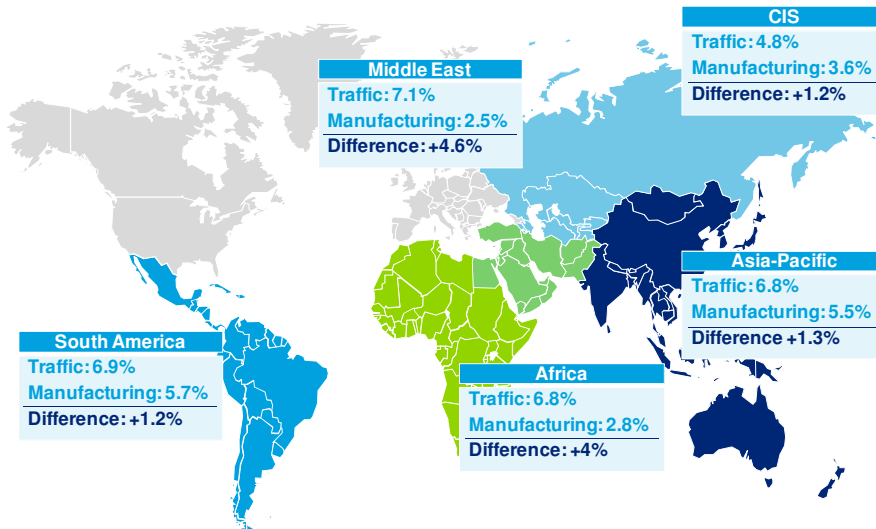 CIS
Traffic: 4.8%
Manufacturing: 3.6%
Difference: +1.2%
Middle East
Traffic: 7.1%
Manufacturing: 2.5%
Difference: +4.6%
Asia-Pacific
Traffic: 6.8%
Manufacturing: 5.5%
Difference +1.3%
South America
Traffic: 6.9%
Manufacturing: 5.7%
Difference: +1.2%
Africa
Traffic: 6.8%
Manufacturing: 2.8%
Difference: +4%